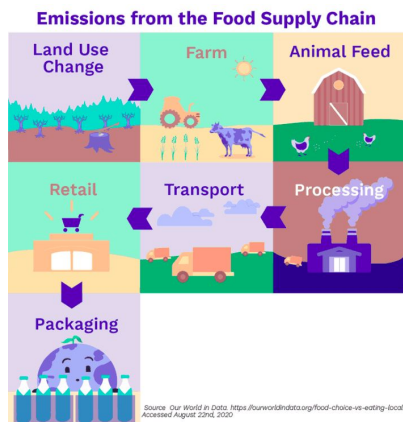 Emissions from the Food Supply Chain
Land Use
Change
Farm
Animal Feed
Processing
Transport
Retail
Packaging
Source Our World in Data. https://ourworldindata.org/food-choice-vs-eating-local
Accessed August 22nd, 2020